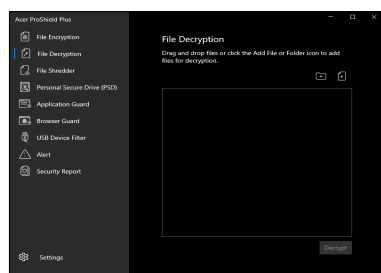 Acer ProShield Plus
File Encryption
File Decryption
File Shredder
Personal Secure Drive (PSD)
Application Guard
Browser Guard
USB Device Filter
Alert
Security Report
Settings
File Decryption
Drag and drop files or click the Add File or Folder icon to add
files for decryption.
Decrypt